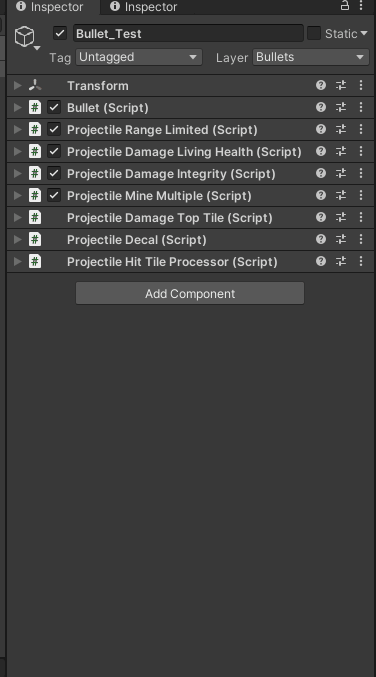 Inspector Inspector
Bullet_Test Static
Tag Untagged Layer Bullets
Transform
# Bullet (Script)
# Projectile Range Limited (Script)
# Projectile Damage Living Health (Script)
# Projectile Damage Integrity (Script)
# Projectile Mine Multiple (Script)
# Projectile Damage Top Tile (Script)
# Projectile Decal (Script)
# Projectile Hit Tile Processor (Script)
Add Component